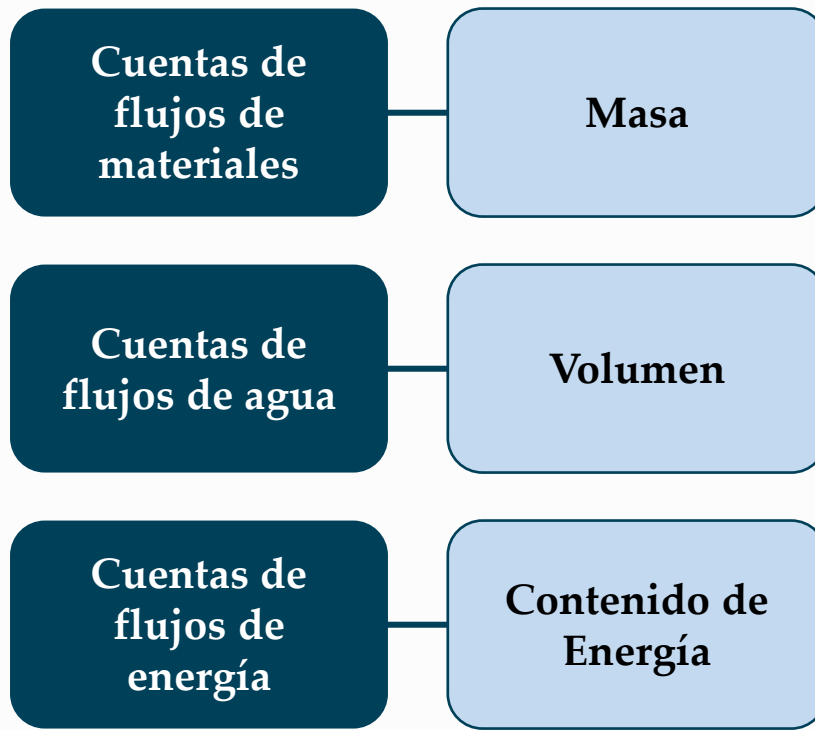 Cuentas de
flujos de
materiales
Masa
Cuentas de
flujos de agua
Volumen
Cuentas de
flujos de
energía
Contenido de
Energía